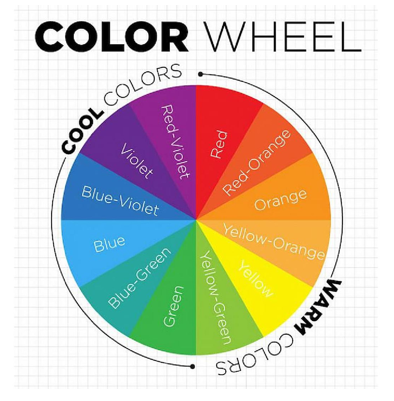 COLOR WHEEL
COOL COLORS
WARM COLORS
Red
Red-Orange
Orange
Yellow-Orange
Yellow
Yellow-Green
Green
Blue-Green
Blue
Blue-Violet
Violet
Red-Violet